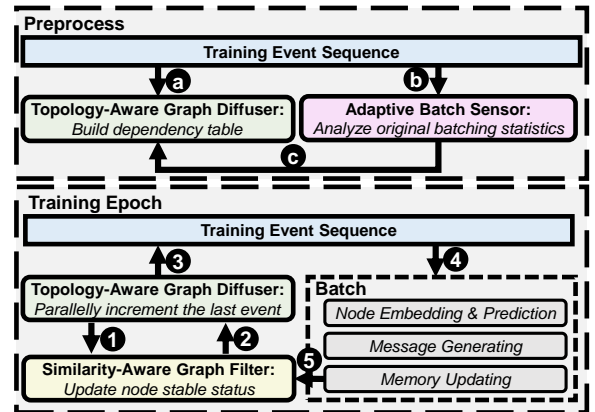 Preprocess
Training Event Sequence
a
b
Topology-Aware Graph Diffuser:
Build dependency table
Adaptive Batch Sensor:
Analyze original batching statistics
c
Training Epoch
Training Event Sequence
3
4
Topology-Aware Graph Diffuser:
Parallelly increment the last event
1
2
Similarity-Aware Graph Filter:
Update node stable status
Batch
Node Embedding & Prediction
Message Generating
5
Memory Updating